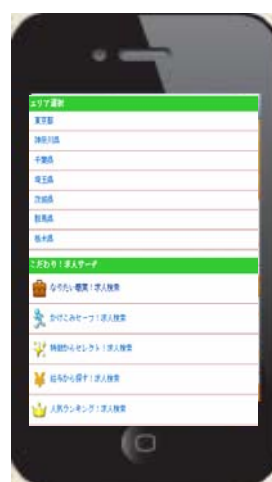 エリア選択
東京都
神奈川県
千葉県
埼玉県
茨城県
群馬県
栃木県
こだわり！求人サーチ
なりたい職業！求人検索
かけこみセーフ！求人検索
時間からセレクト！求人検索
給与から探す！求人検索
人気ランキング！求人検索